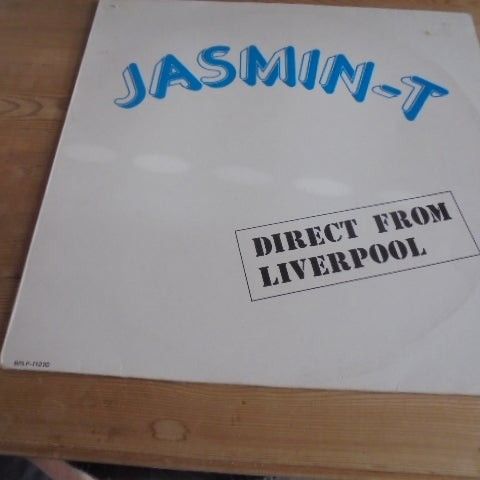 JASMIN-T
DIRECT FROM
LIVERPOOL